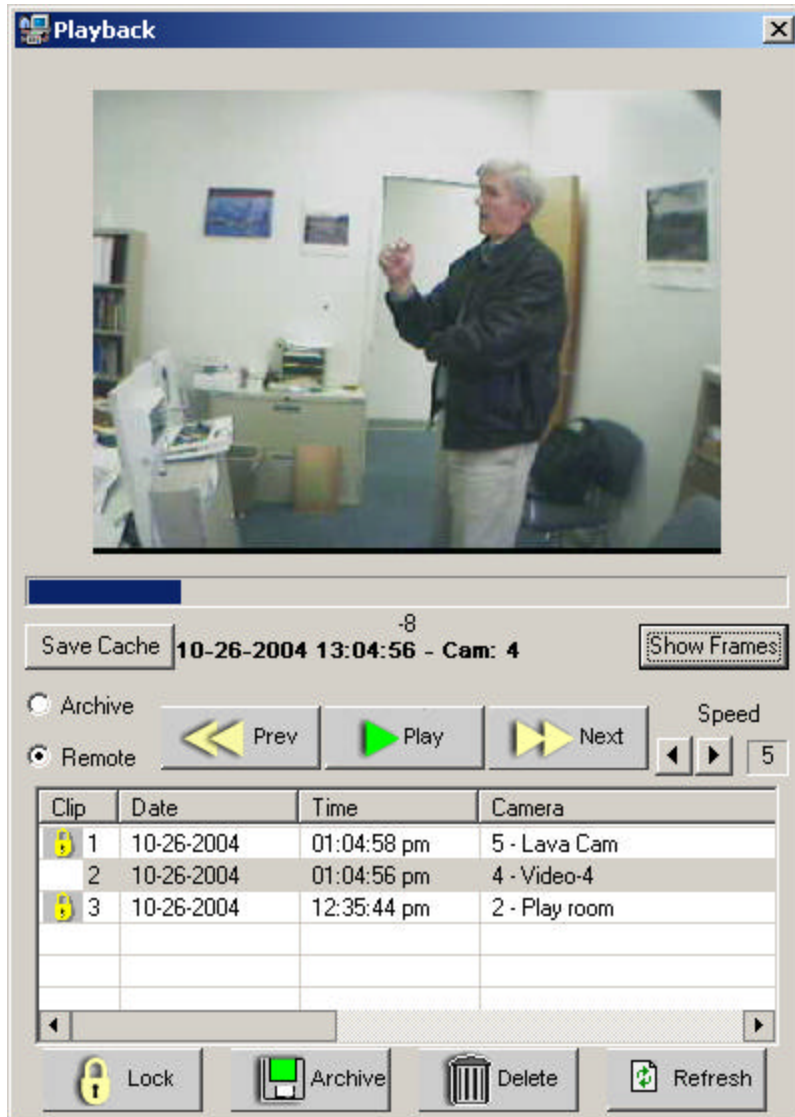 Playback
-8
Save Cache
10-26-2004 13:04:56 - Cam: 4
Show Frames
Archive
Remote
Prev
Play
Next
Speed
5
Clip Date Time Camera
1 10-26-2004 01:04:58 pm 5 - Lava Cam
2 10-26-2004 01:04:56 pm 4 - Video-4
3 10-26-2004 12:35:44 pm 2 - Play room
Lock
Archive
Delete
Refresh